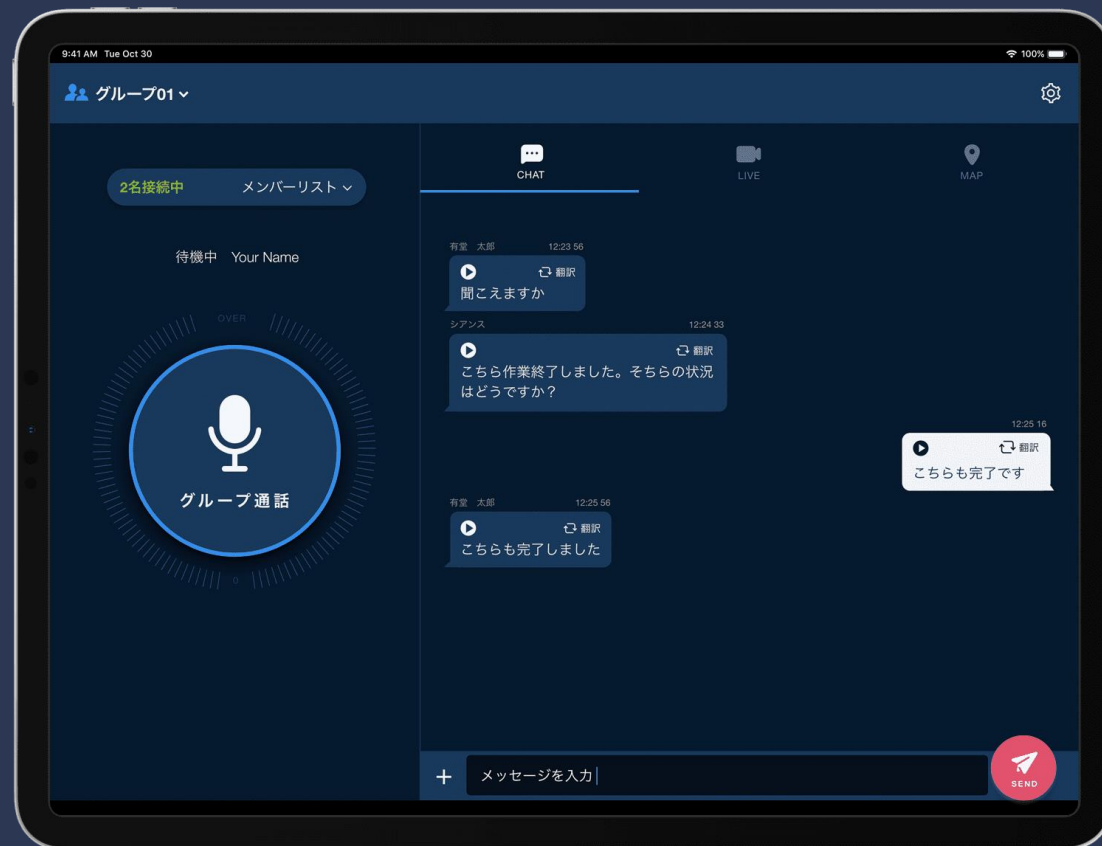 9:41 AM Tue Oct 30
100%
グループ01
2名接続中 メンバーリスト
待機中 Your Name
OVER
グループ通話
0
CHAT
LIVE
MAP
有堂 太郎 12:23 56
翻訳
聞こえますか
シアンス 12:24 33
翻訳
こちら作業終了しました。そちらの状況
はどうですか?
12:25 16
翻訳
こちらも完了です
有堂 太郎 12:25 56
翻訳
こちらも完了しました
メッセージを入力
SEND